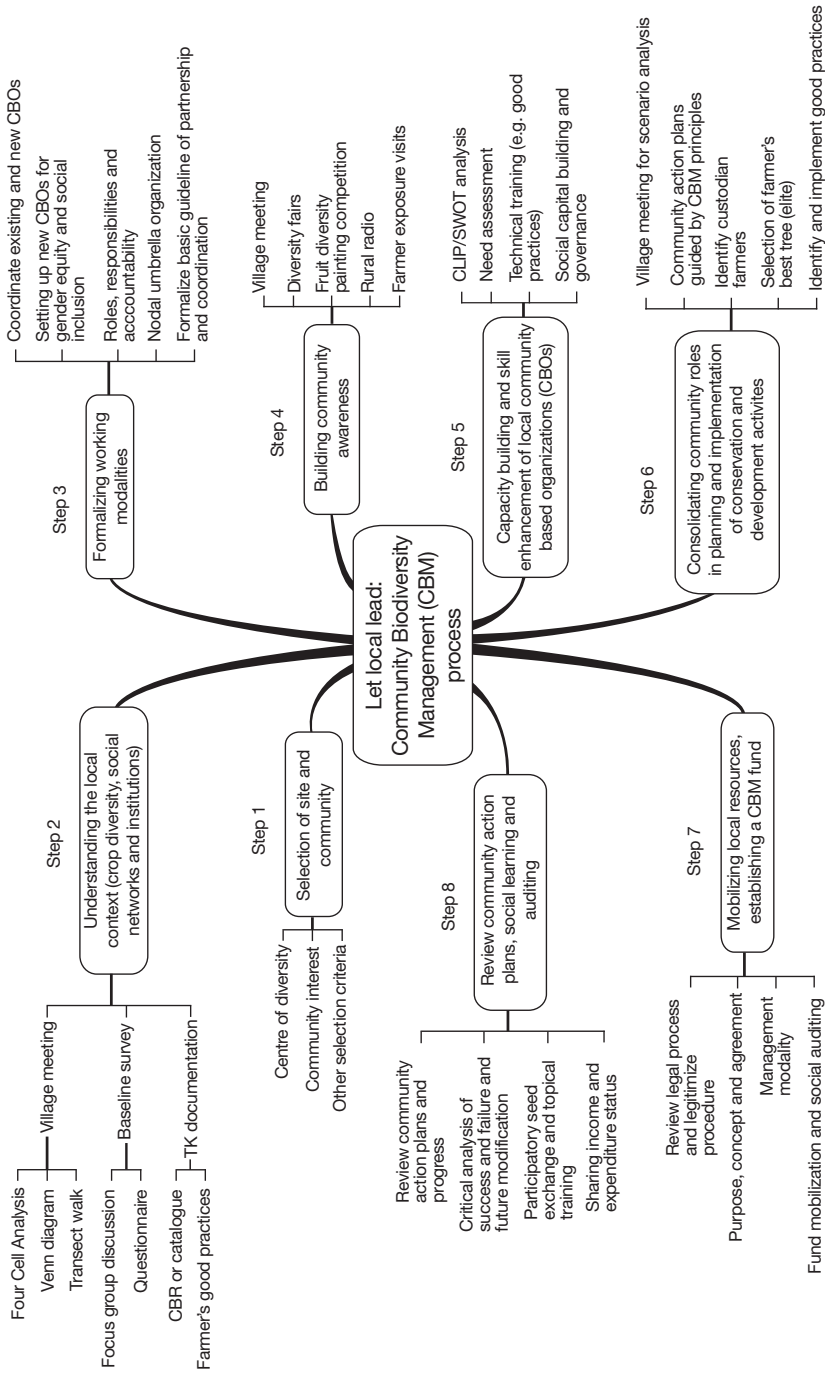 Let local lead:
Community Biodiversity
Management (CBM)
process
Step 1
Selection of site and
community
Centre of diversity
Community interest
Other selection criteria
Step 2
Understanding the local
context (crop diversity, social
networks and institutions)
Village meeting
Four Cell Analysis
Venn diagram
Transect walk
Baseline survey
Focus group discussion
Questionnaire
TK documentation
CBR or catalogue
Farmer's good practices
Step 3
Formalizing working
modalities
Coordinate existing and new CBOs
Setting up new CBOs for
gender equity and social
inclusion
Roles, responsibilities and
acccountability
Nodal umbrella organization
Formalize basic guideline of partnership
and coordination
Step 4
Building community
awareness
Village meeting
Diversity fairs
Fruit diversity
painting competition
Rural radio
Farmer exposure visits
Step 5
Capacity building and skill
enhancement of local community
based organizations (CBOs)
CLIP/SWOT analysis
Need assessment
Technical training (e.g. good
practices)
Social capital building and
governance
Step 6
Consolidating community roles
in planning and implementation
of conservation and
development activites
Village meeting for scenario analysis
Community action plans
guided by CBM principles
Identify custodian
farmers
Selection of farmer's
best tree (elite)
Identify and implement good practices
Step 7
Mobilizing local resources,
establishing a CBM fund
Review legal process
and legitimize
procedure
Purpose, concept and agreement
Management
modality
Fund mobilization and social auditing
Step 8
Review community action
plans, social learning and
auditing
Review community
action plans and
progress
Critical analysis of
success and failure and
future modification
Participatory seed
exchange and topical
training
Sharing income and
expenditure status